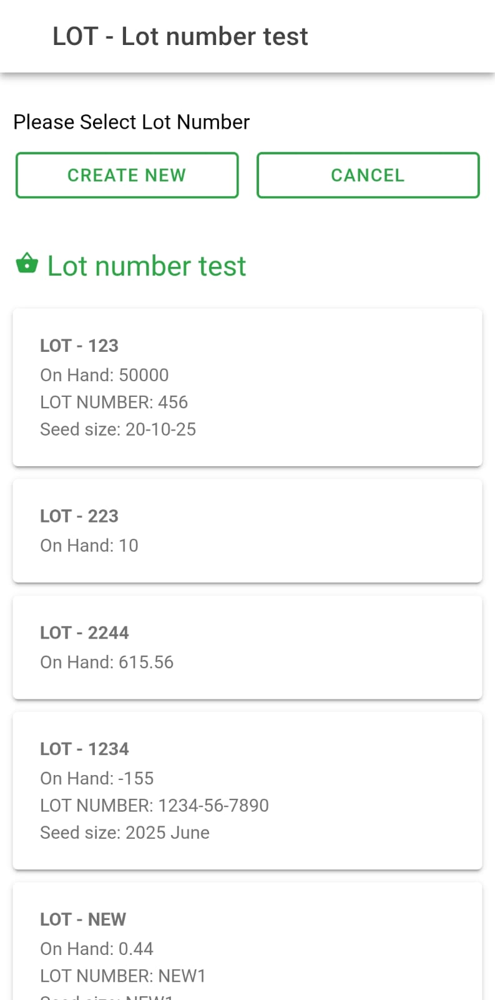 LOT - Lot number test
Please Select Lot Number
CREATE NEW
CANCEL
Lot number test
LOT - 123
On Hand: 50000
LOT NUMBER: 456
Seed size: 20-10-25
LOT - 223
On Hand: 10
LOT - 2244
On Hand: 615.56
LOT - 1234
On Hand: -155
LOT NUMBER: 1234-56-7890
Seed size: 2025 June
LOT - NEW
On Hand: 0.44
LOT NUMBER: NEW1
Seed size: NEW1